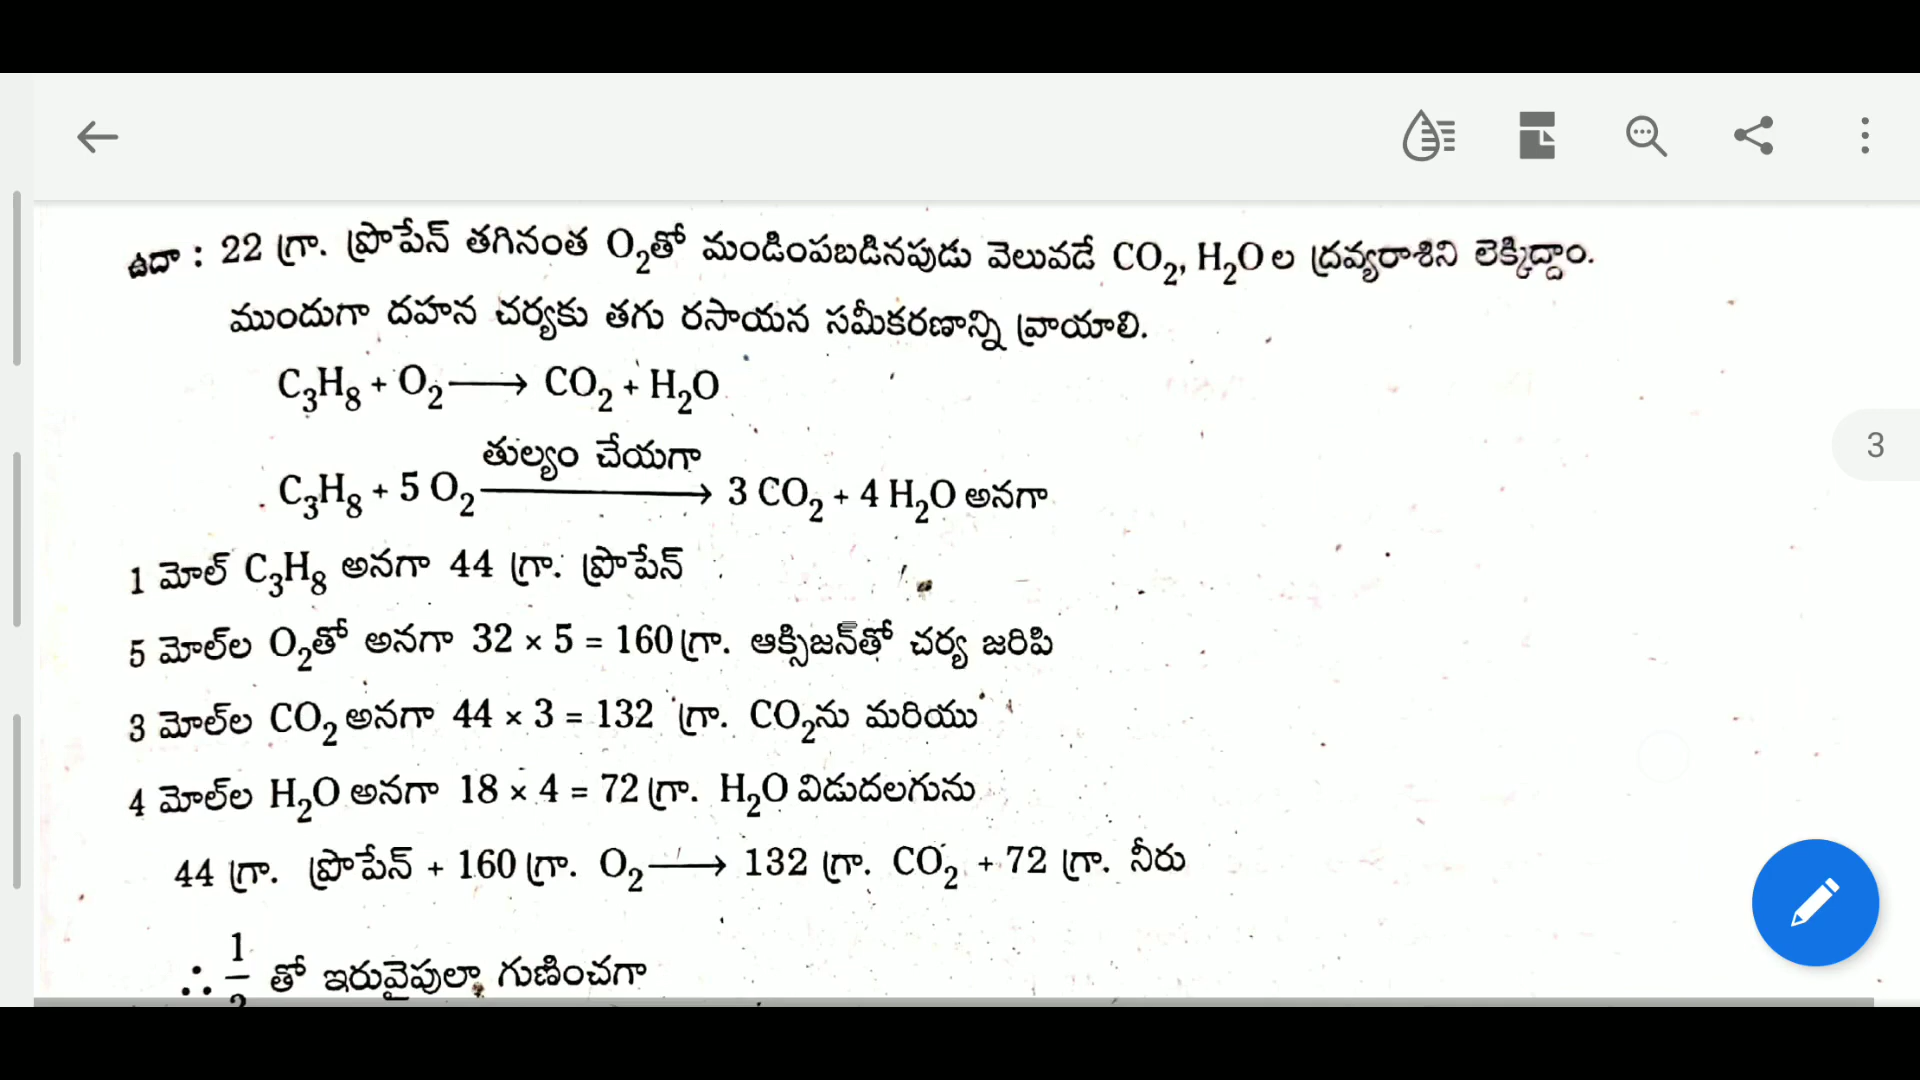 3
ఉదా : 22 గ్రా. ప్రొపేన్ తగినంత O₂తో మండింపబడినపుడు వెలువడే CO₂, H₂O ల ద్రవ్యరాశిని లెక్కిద్దాం.
ముందుగా దహన చర్యకు తగు రసాయన సమీకరణాన్ని వ్రాయాలి.
C₃H₈ + O₂ ⟶ CO₂ + H₂O
తుల్యం చేయగా
C₃H₈ + 5 O₂ ⟶ 3 CO₂ + 4 H₂O అనగా
1 మోల్ C₃H₈ అనగా 44 గ్రా. ప్రొపేన్
5 మోల్‌ల O₂తో అనగా 32 × 5 = 160 గ్రా. ఆక్సిజన్‌తో చర్య జరిపి
3 మోల్‌ల CO₂ అనగా 44 × 3 = 132 గ్రా. CO₂ను మరియు
4 మోల్‌ల H₂O అనగా 18 × 4 = 72 గ్రా. H₂O విడుదలగును
44 గ్రా. ప్రొపేన్ + 160 గ్రా. O₂ ⟶ 132 గ్రా. CO₂ + 72 గ్రా. నీరు
∴ 1/2 తో ఇరువైపులా గుణించగా